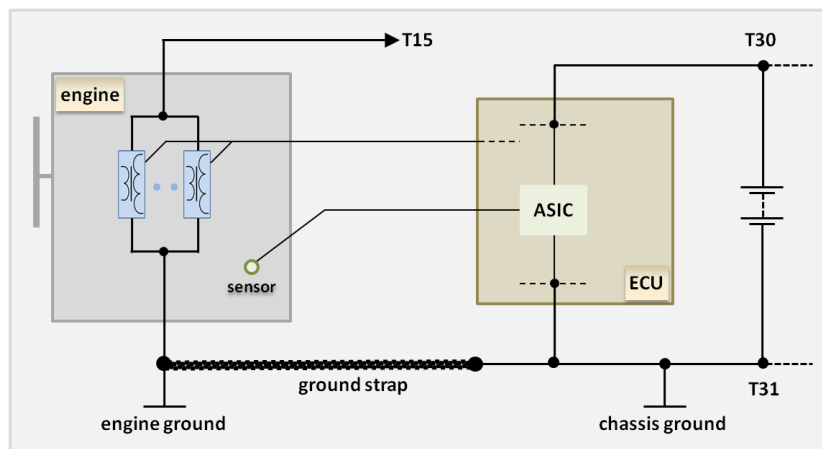 T15
T30
engine
ASIC
sensor
ECU
ground strap
T31
engine ground
chassis ground